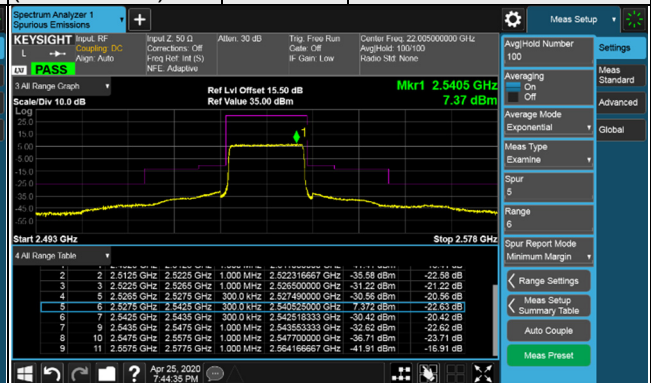 Spectrum Analyzer 1
Spurious Emissions
Meas Setup
KEYSIGHT Input: RF
L Coupling: DC
Align: Auto
LXI PASS
Input Z: 50 Ω
Corrections: Off
Freq Ref: Int (S)
NFE: Adaptive
Atten: 30 dB
Trig: Free Run
Gate: Off
IF Gain: Low
Center Freq: 22.005000000 GHz
Avg|Hold: 100/100
Radio Std: None
3 All Range Graph
Scale/Div 10.0 dB
Ref Lvl Offset 15.50 dB
Ref Value 35.00 dBm
Mkr1 2.5405 GHz
7.37 dBm
Log
25.0
15.0
5.00
-5.00
-15.0
-25.0
-35.0
-45.0
-55.0
1
Start 2.493 GHz
Stop 2.578 GHz
4 All Range Table
2 2 2.5125 GHz 2.5225 GHz 1.000 MHz 2.522316667 GHz -35.58 dBm -22.58 dB
3 3 2.5225 GHz 2.5265 GHz 1.000 MHz 2.526500000 GHz -31.22 dBm -21.22 dB
4 5 2.5265 GHz 2.5275 GHz 300.0 kHz 2.527490000 GHz -30.56 dBm -20.56 dB
5 6 2.5275 GHz 2.5425 GHz 300.0 kHz 2.540525000 GHz 7.372 dBm -22.63 dB
6 7 2.5425 GHz 2.5435 GHz 300.0 kHz 2.542518333 GHz -30.42 dBm -20.42 dB
7 9 2.5435 GHz 2.5475 GHz 1.000 MHz 2.543553333 GHz -32.62 dBm -22.62 dB
8 10 2.5475 GHz 2.5575 GHz 1.000 MHz 2.547700000 GHz -36.71 dBm -23.71 dB
9 11 2.5575 GHz 2.5775 GHz 1.000 MHz 2.564166667 GHz -41.91 dBm -16.91 dB
Apr 25, 2020
7:44:35 PM
Avg|Hold Number
100
Averaging
On
Off
Average Mode
Exponential
Meas Type
Examine
Spur
5
Range
6
Spur Report Mode
Minimum Margin
Range Settings
Meas Setup
Summary Table
Auto Couple
Meas Preset
Settings
Meas
Standard
Advanced
Global